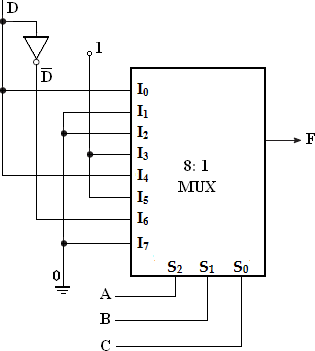 D
1
D̅
I₀
I₁
I₂
I₃
I₄
I₅
I₆
I₇
8: 1
MUX
F
S₂ S₁ S₀
0
A
B
C